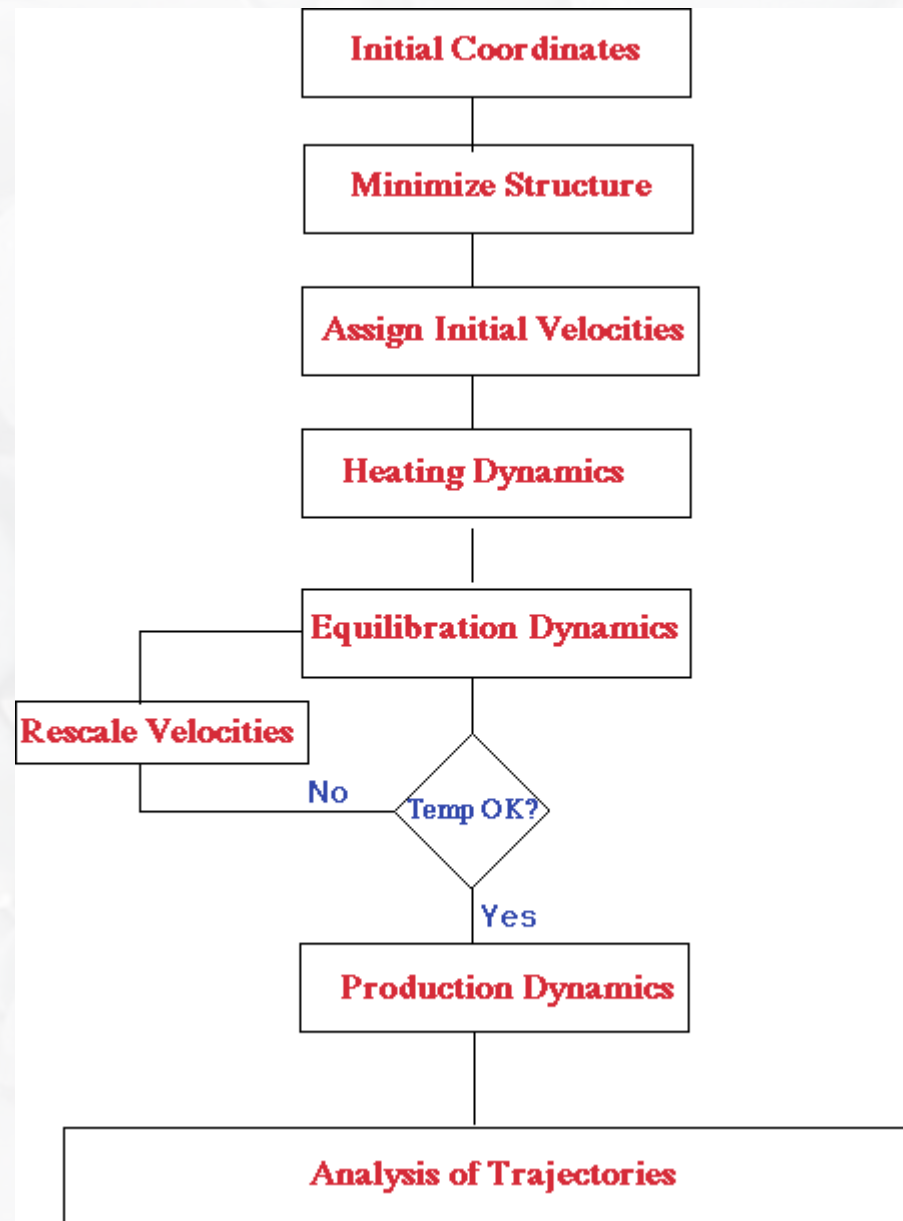 Initial Coordinates
Minimize Structure
Assign Initial Velocities
Heating Dynamics
Equilibration Dynamics
Rescale Velocities
No
Temp OK?
Yes
Production Dynamics
Analysis of Trajectories